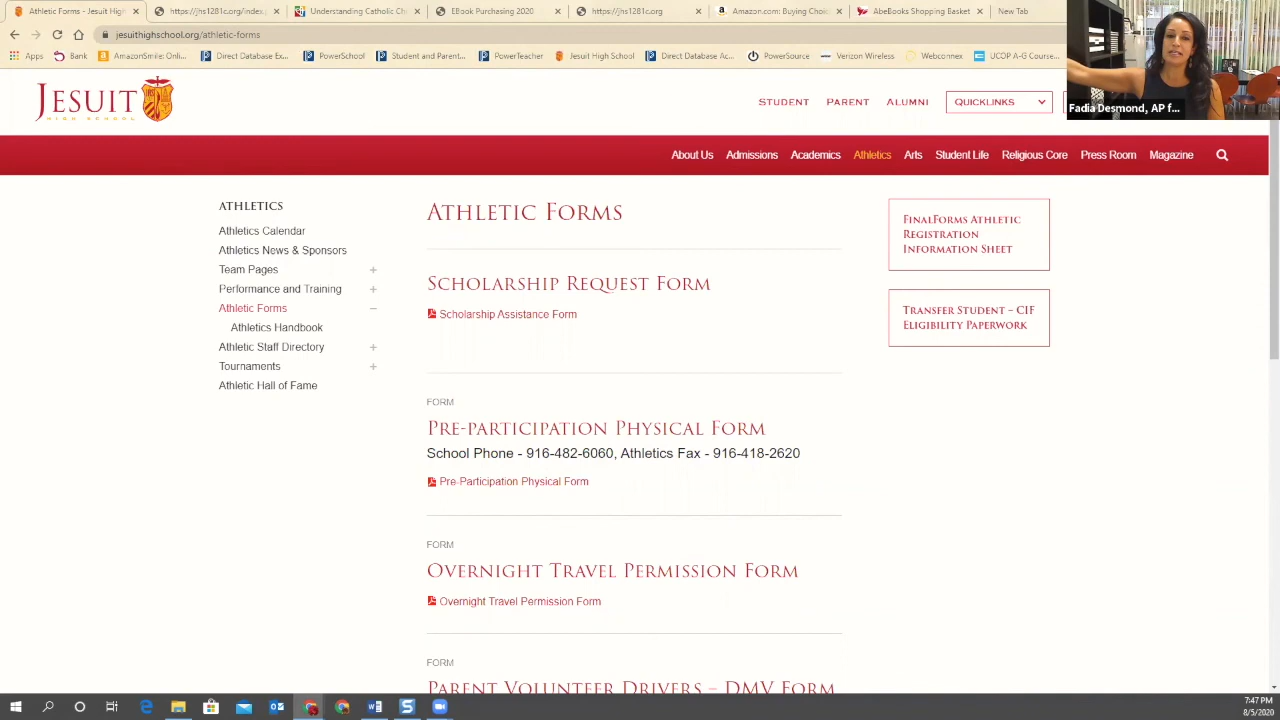 Athletic Forms - Jesuit High Sc
https://jhs1281.org/index.php/
Understanding Catholic Chr
EBook Purchasing 2020
https://jhs1281.org
Amazon.com: Buying Choic
AbeBooks Shopping Basket
New Tab
jesuithighschool.org/athletic-forms
Apps
Bank
AmazonSmile
Direct Database Ex...
PowerSchool
Student and Parent...
PowerTeacher
Jesuit High School
Direct Database Ac...
PowerSource
Verizon Wireless
Webconnex
UCOP A-G Course...
Fadia Desmond, AP f...
JESUIT
HIGH SCHOOL
STUDENT PARENT ALUMNI QUICKLINKS
About Us Admissions Academics Athletics Arts Student Life Religious Core Press Room Magazine
ATHLETICS
Athletics Calendar
Athletics News & Sponsors
Team Pages +
Performance and Training +
Athletic Forms −
Athletics Handbook
Athletic Staff Directory +
Tournaments +
Athletic Hall of Fame
ATHLETIC FORMS
SCHOLARSHIP REQUEST FORM
Scholarship Assistance Form
FORM
PRE-PARTICIPATION PHYSICAL FORM
School Phone - 916-482-6060, Athletics Fax - 916-418-2620
Pre-Participation Physical Form
FORM
OVERNIGHT TRAVEL PERMISSION FORM
Overnight Travel Permission Form
FORM
PARENT VOLUNTEER DRIVERS – DMV FORM
FINALFORMS ATHLETIC
REGISTRATION
INFORMATION SHEET
TRANSFER STUDENT – CIF
ELIGIBILITY PAPERWORK
7:47 PM
8/5/2020